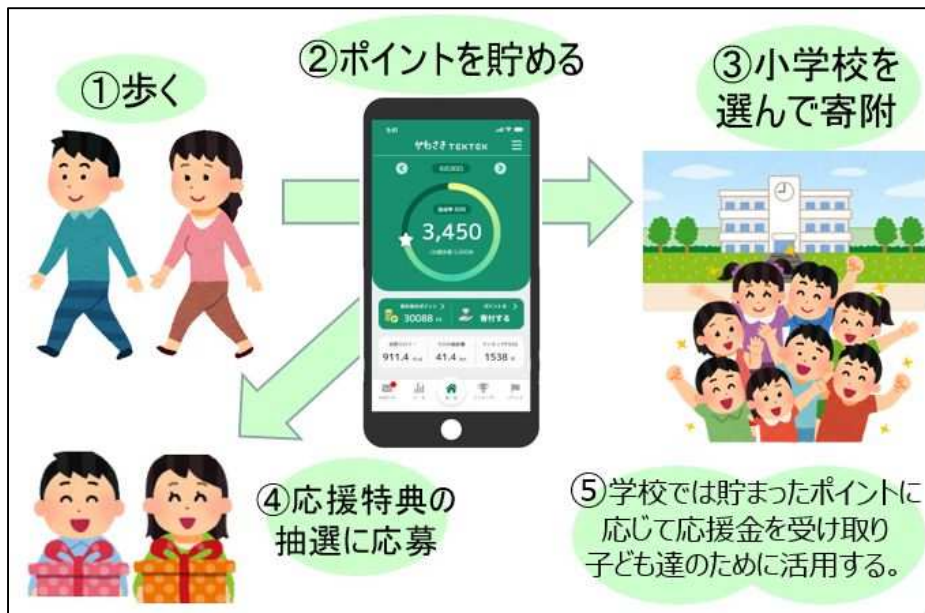 ①歩く
②ポイントを貯める
③小学校を
選んで寄附
かわさき TEKTEK
3,450
30088
寄付する
911.4
41.4
1538
④応援特典の
抽選に応募
⑤学校では貯まったポイントに
応じて応援金を受け取り
子ども達のために活用する。